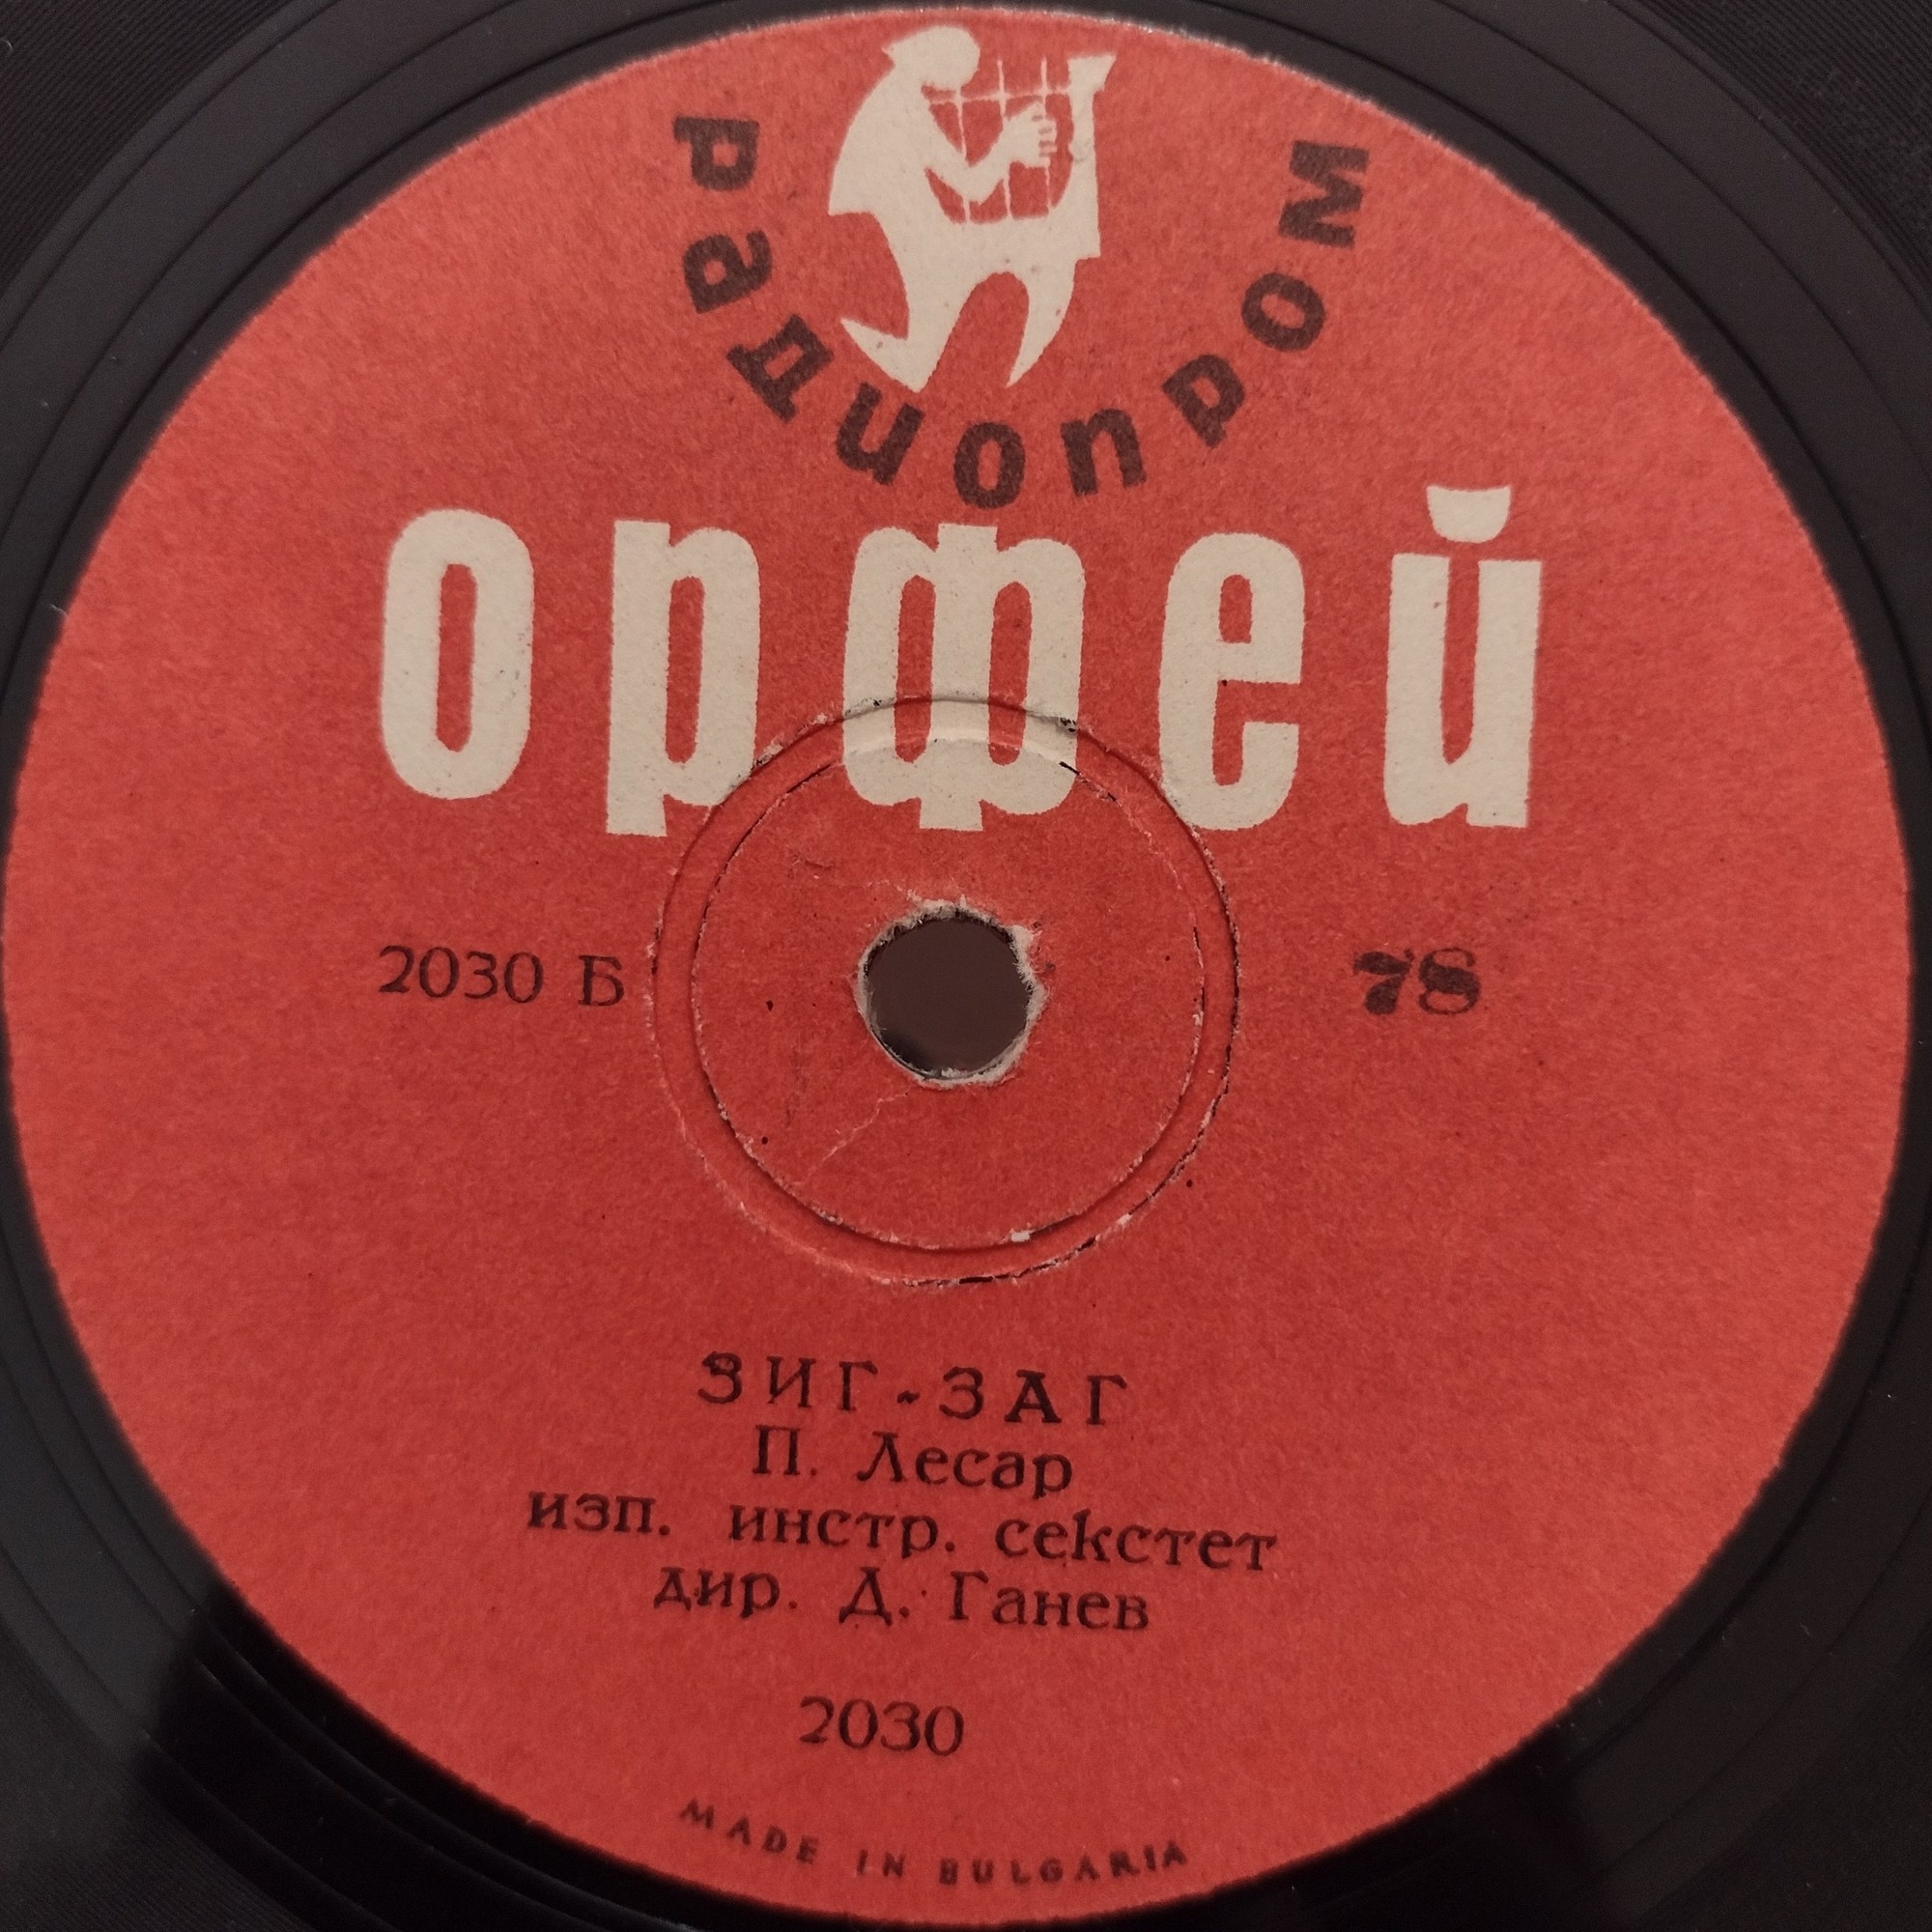 радиопром
орфей
2030 Б 78
ЗИГ-ЗАГ
П. Лесар
изп. инстр. секстет
дир. Д. Ганев
2030
MADE IN BULGARIA